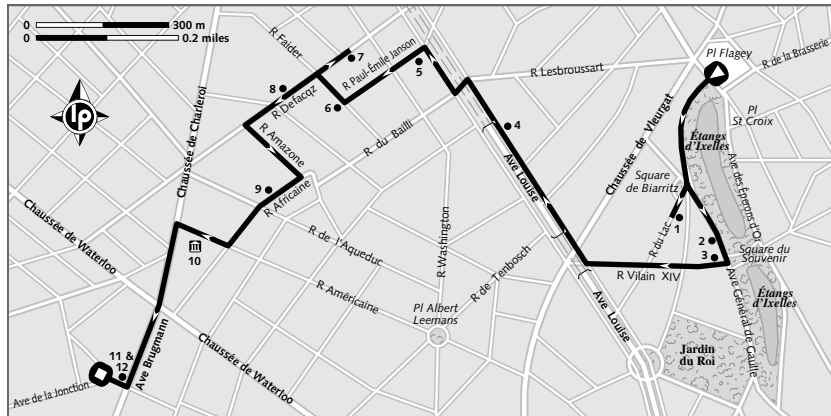 0 300 m
0 0.2 miles
R Faider
7
8
R Defacqz
R Paul-Émile Janson
5
6
R Lesbroussart
Pl Flagey
R de la Brasserie
Pl
St Croix
lp
Chaussée de Charleroi
R Amazone
R du Bailli
4
Ave Louise
Chaussée de Vleurgat
Étangs
d'Ixelles
Ave des Éperons d'Or
Square
de Biarritz
9
R Africaine
10
Chaussée de Waterloo
R de l'Aqueduc
R Washington
R de Tenbosch
R du Lac
1
2
3
Square du
Souvenir
R Vilain XIV
R Américaine
Pl Albert
Leemans
Ave Louise
Étangs
d'Ixelles
Ave Général de Gaulle
Jardin
du Roi
11 &
12
Ave de la Jonction
Ave Brugmann
Chaussée de Waterloo